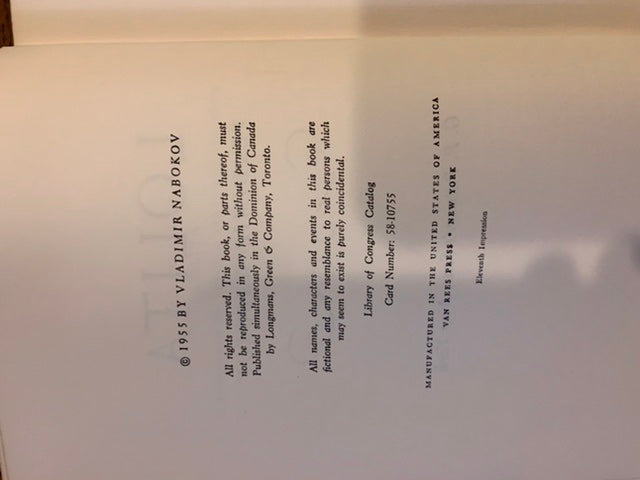 © 1955 BY VLADIMIR NABOKOV
All rights reserved. This book, or parts thereof, must
not be reproduced in any form without permission.
Published simultaneously in the Dominion of Canada
by Longmans, Green & Company, Toronto.
All names, characters and events in this book are
fictional and any resemblance to real persons which
may seem to exist is purely coincidental.
Library of Congress Catalog
Card Number: 58-10755
MANUFACTURED IN THE UNITED STATES OF AMERICA
VAN REES PRESS • NEW YORK
Eleventh Impression
LOLITA